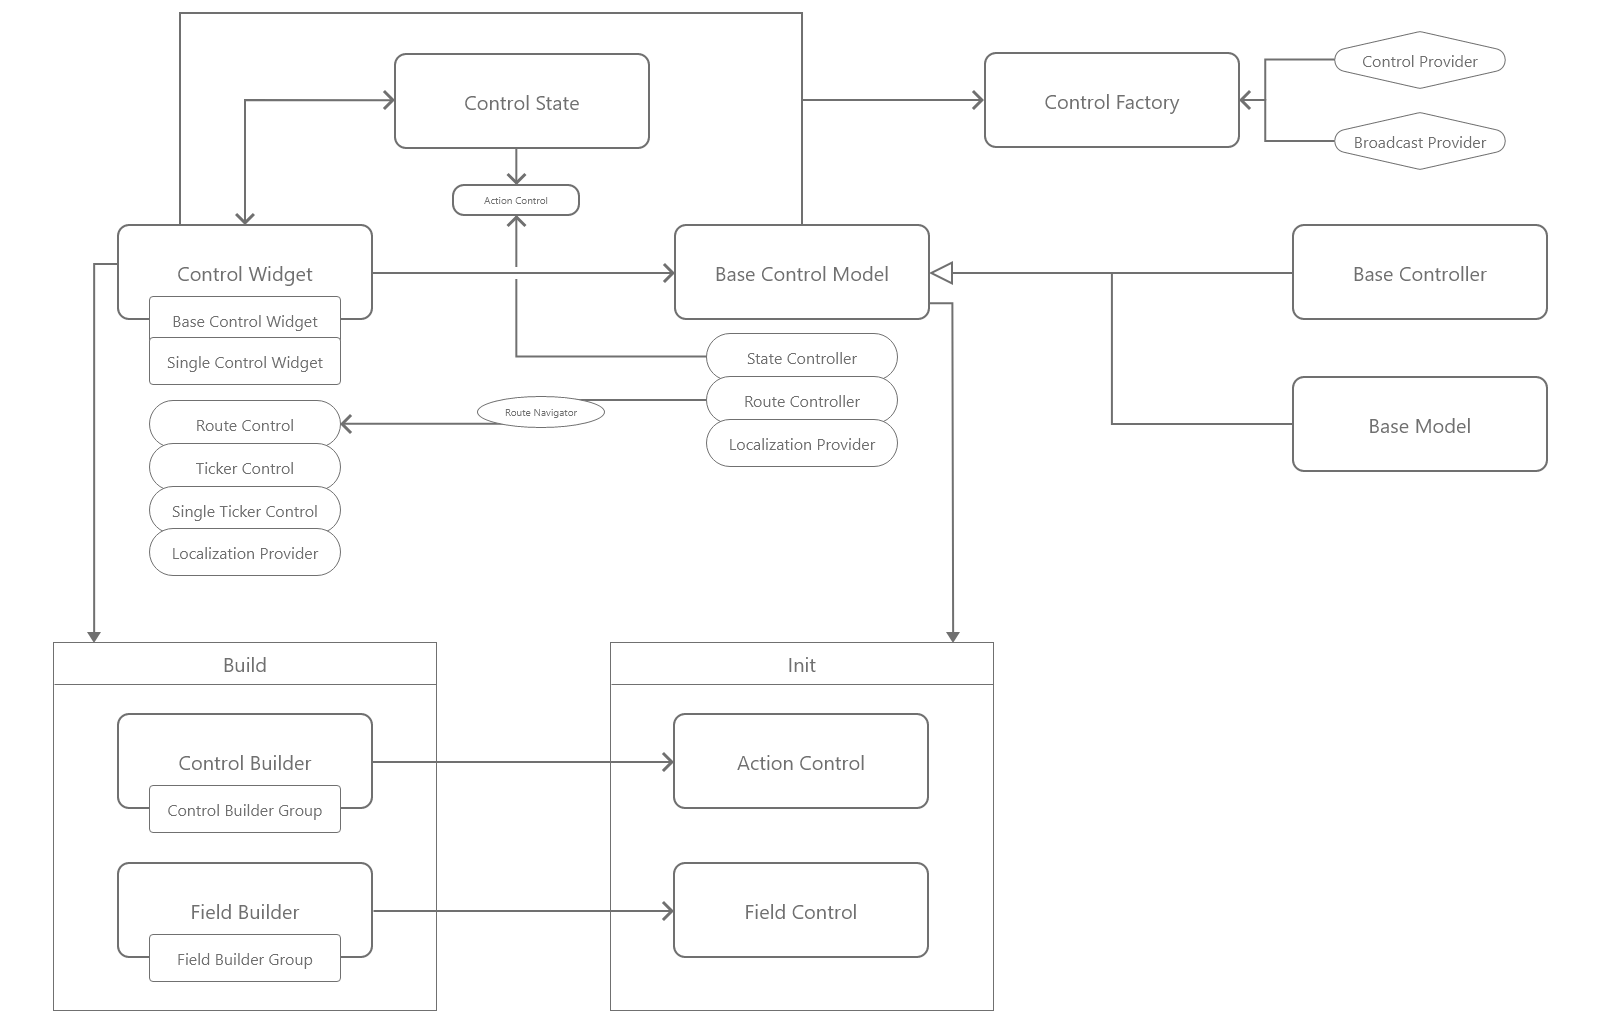 Control State
Control Factory
Control Provider
Broadcast Provider
Action Control
Control Widget
Base Control Widget
Single Control Widget
Base Control Model
Base Controller
State Controller
Route Controller
Localization Provider
Route Navigator
Base Model
Route Control
Ticker Control
Single Ticker Control
Localization Provider
Build
Init
Control Builder
Control Builder Group
Action Control
Field Builder
Field Builder Group
Field Control